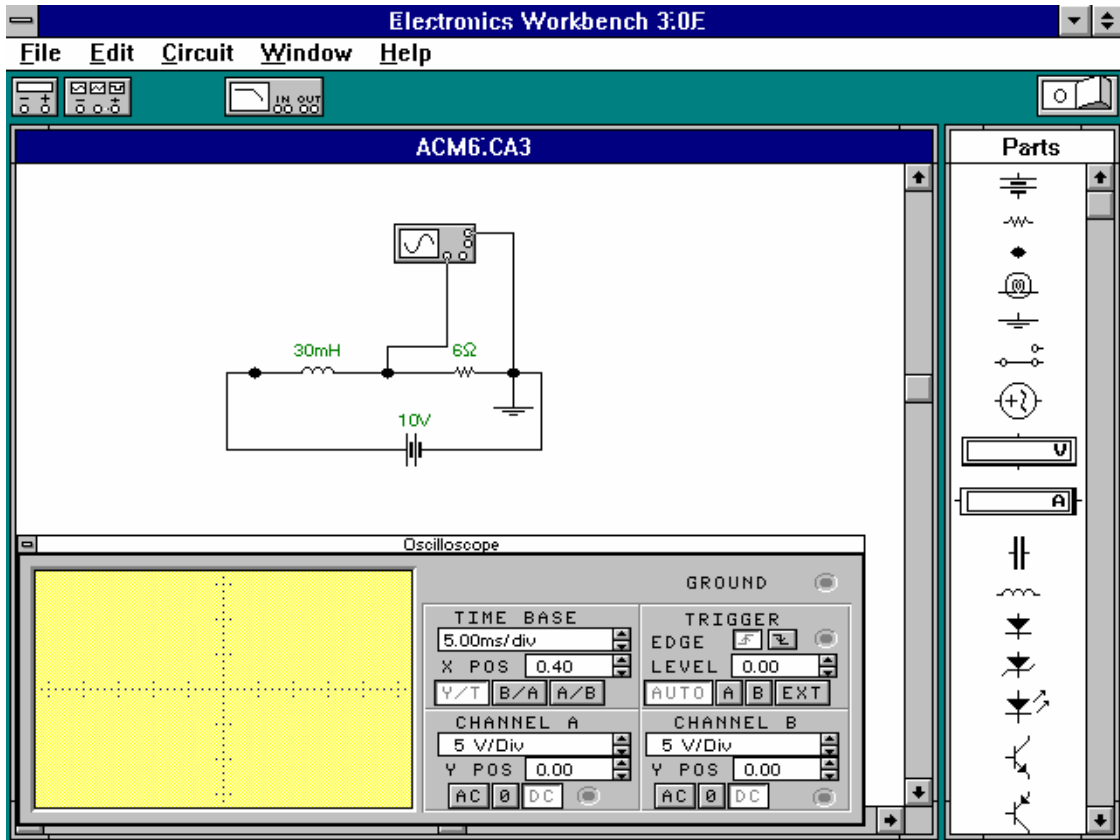 Electronics Workbench 3.0E
File Edit Circuit Window Help
IN OUT
ACM6.CA3
Parts
30mH
6Ω
10V
V
A
Oscilloscope
GROUND
TIME BASE
5.00ms/div
X POS 0.40
Y/T B/A A/B
TRIGGER
EDGE
LEVEL 0.00
AUTO A B EXT
CHANNEL A
5 V/Div
Y POS 0.00
AC 0 DC
CHANNEL B
5 V/Div
Y POS 0.00
AC 0 DC